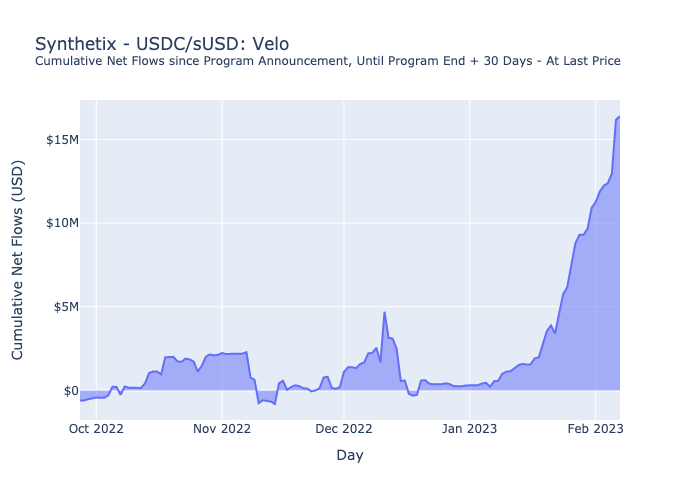 Synthetix - USDC/sUSD: Velo
Cumulative Net Flows since Program Announcement, Until Program End + 30 Days - At Last Price
Cumulative Net Flows (USD)
$15M
$10M
$5M
$0
Oct 2022 Nov 2022 Dec 2022 Jan 2023 Feb 2023
Day